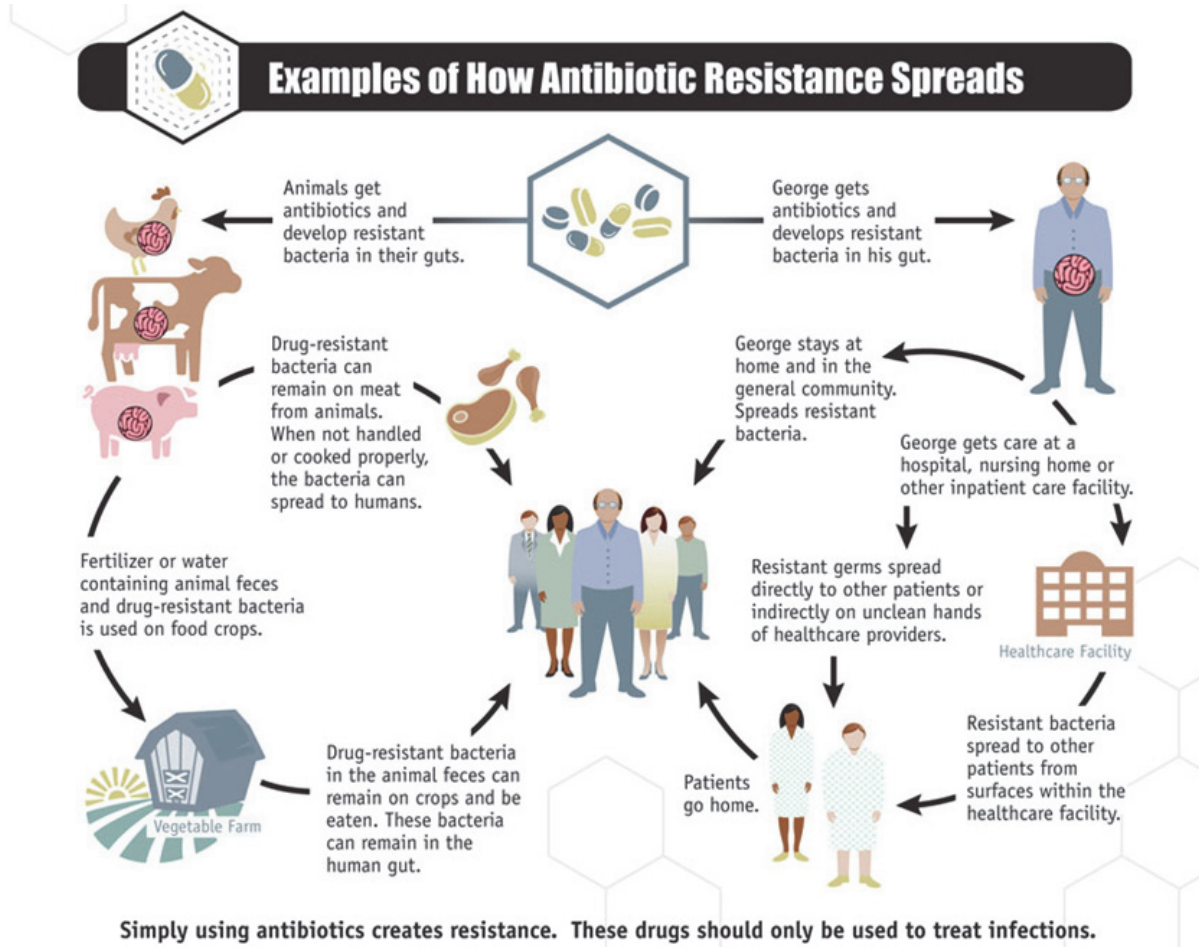 Examples of How Antibiotic Resistance Spreads
Animals get
antibiotics and
develop resistant
bacteria in their guts.
George gets
antibiotics and
develops resistant
bacteria in his gut.
Drug-resistant
bacteria can
remain on meat
from animals.
When not handled
or cooked properly,
the bacteria can
spread to humans.
George stays at
home and in the
general community.
Spreads resistant
bacteria.
George gets care at a
hospital, nursing home or
other inpatient care facility.
Fertilizer or water
containing animal feces
and drug-resistant bacteria
is used on food crops.
Resistant germs spread
directly to other patients or
indirectly on unclean hands
of healthcare providers.
Healthcare Facility
Vegetable Farm
Drug-resistant bacteria
in the animal feces can
remain on crops and be
eaten. These bacteria
can remain in the
human gut.
Patients
go home.
Resistant bacteria
spread to other
patients from
surfaces within the
healthcare facility.
Simply using antibiotics creates resistance. These drugs should only be used to treat infections.